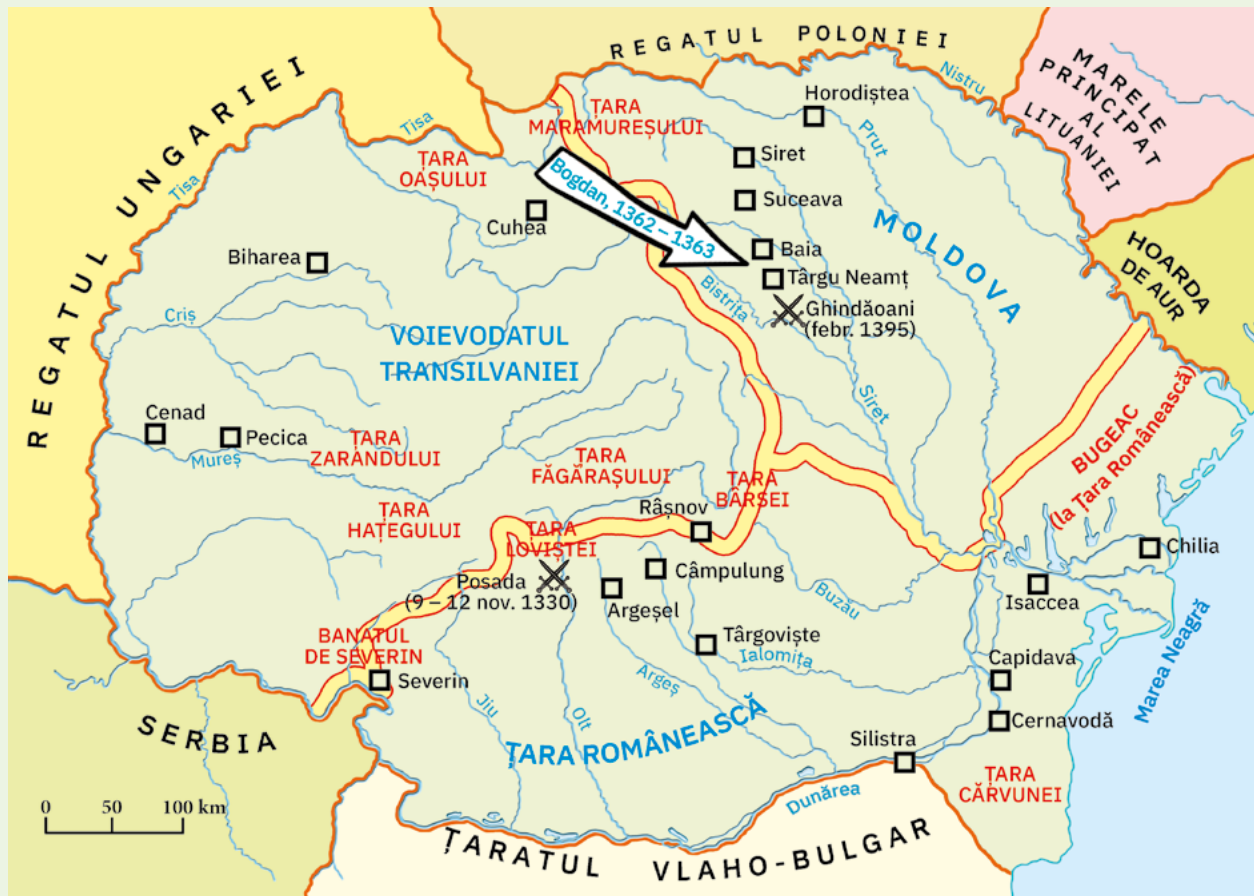 REGATUL POLONIEI
REGATUL UNGARIEI
MARELE
PRINCIPAT
AL
LITUANIEI
HOARDA
DE AUR
SERBIA
ȚARATUL VLAHO-BULGAR
Marea Neagră
MOLDOVA
VOIEVODATUL
TRANSILVANIEI
ȚARA ROMÂNEASCĂ
Bogdan, 1362 – 1363
ȚARA
MARAMUREȘULUI
ȚARA
OAȘULUI
ȚARA
ZARANDULUI
ȚARA
HAȚEGULUI
ȚARA
FĂGĂRAȘULUI
ȚARA
BÂRSEI
ȚARA
LOVIȘTEI
BANATUL
DE SEVERIN
BUGEAC
(la Țara Românească)
ȚARA
CĂRVUNEI
Horodiștea
Siret
Suceava
Baia
Târgu Neamț
Ghindăoani
(febr. 1395)
Cuhea
Biharea
Cenad
Pecica
Râșnov
Câmpulung
Argeșel
Posada
(9 – 12 nov. 1330)
Târgoviște
Severin
Chilia
Isaccea
Capidava
Cernavodă
Silistra
Tisa
Tisa
Nistru
Prut
Bistrița
Siret
Criș
Mureș
Buzău
Ialomița
Argeș
Olt
Jiu
Dunărea
0 50 100 km